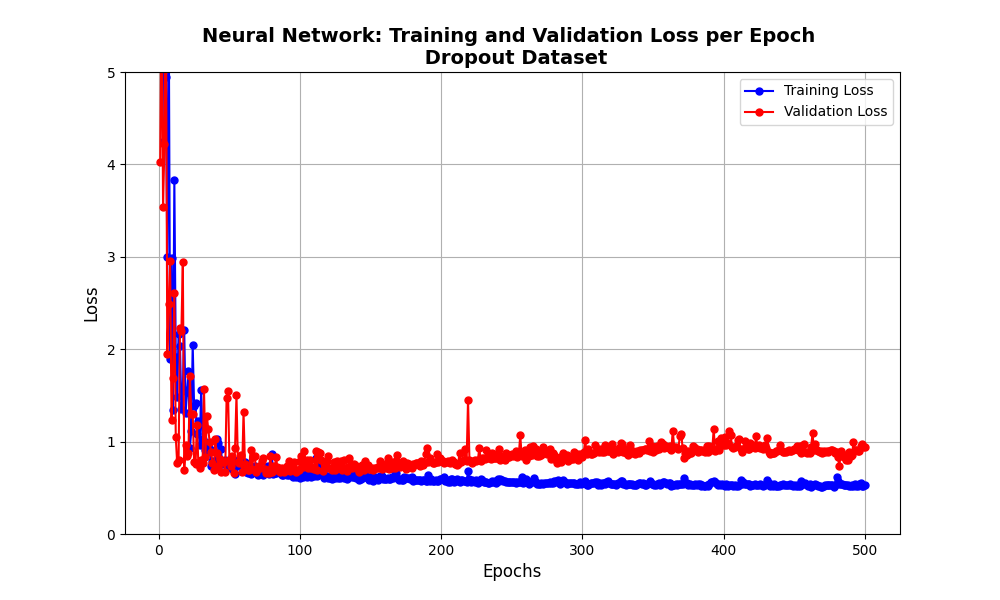 Neural Network: Training and Validation Loss per Epoch
Dropout Dataset
Training Loss
Validation Loss
Loss
5
4
3
2
1
0
0 100 200 300 400 500
Epochs